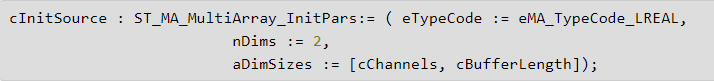 cInitSource : ST_MA_MultiArray_InitPars:= ( eTypeCode := eMA_TypeCode_LREAL,
nDims := 2,
aDimSizes := [cChannels, cBufferLength]);